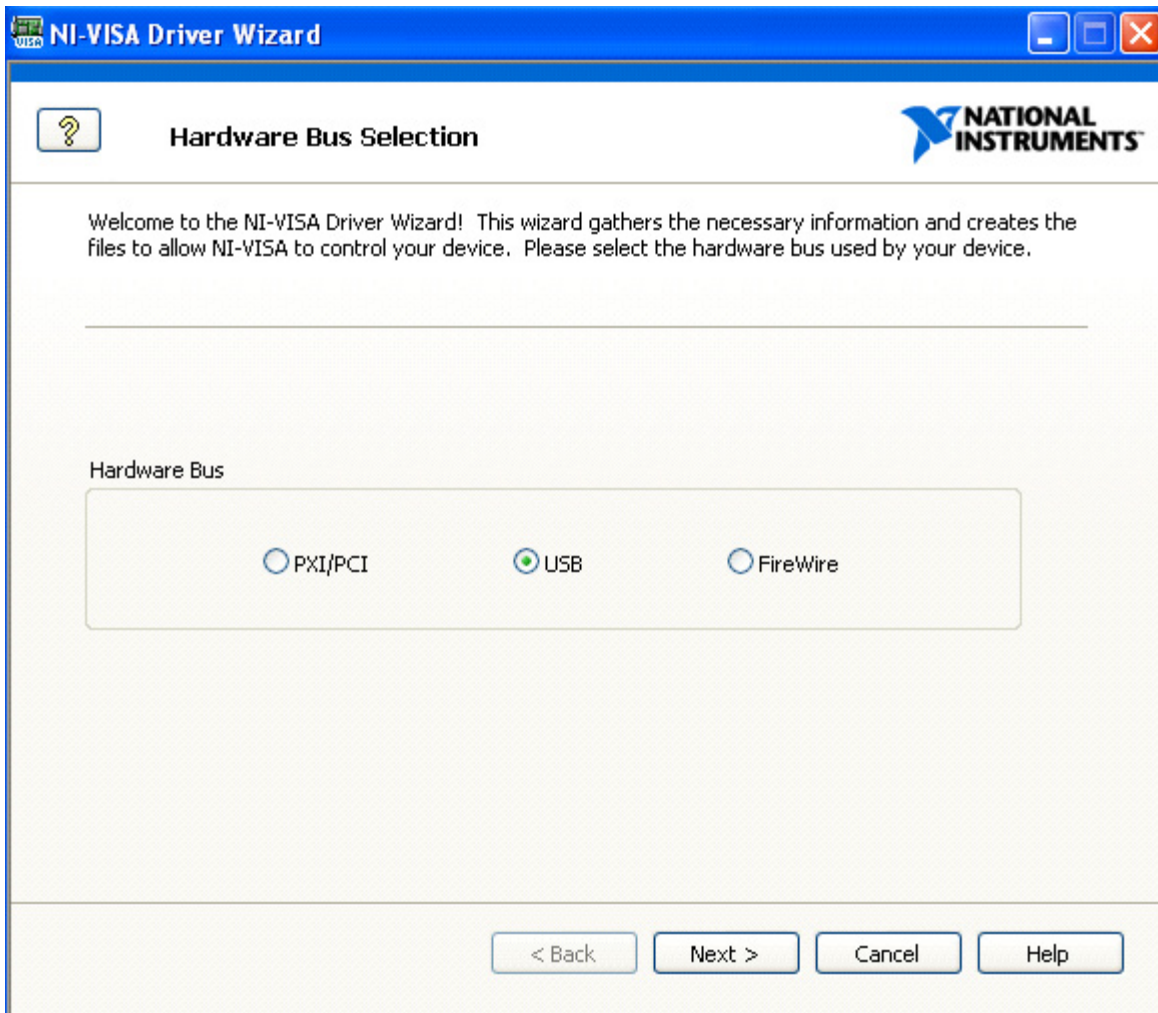 NI-VISA Driver Wizard
?
Hardware Bus Selection
NATIONAL
INSTRUMENTS™
Welcome to the NI-VISA Driver Wizard! This wizard gathers the necessary information and creates the
files to allow NI-VISA to control your device. Please select the hardware bus used by your device.
Hardware Bus
PXI/PCI USB FireWire
< Back Next > Cancel Help